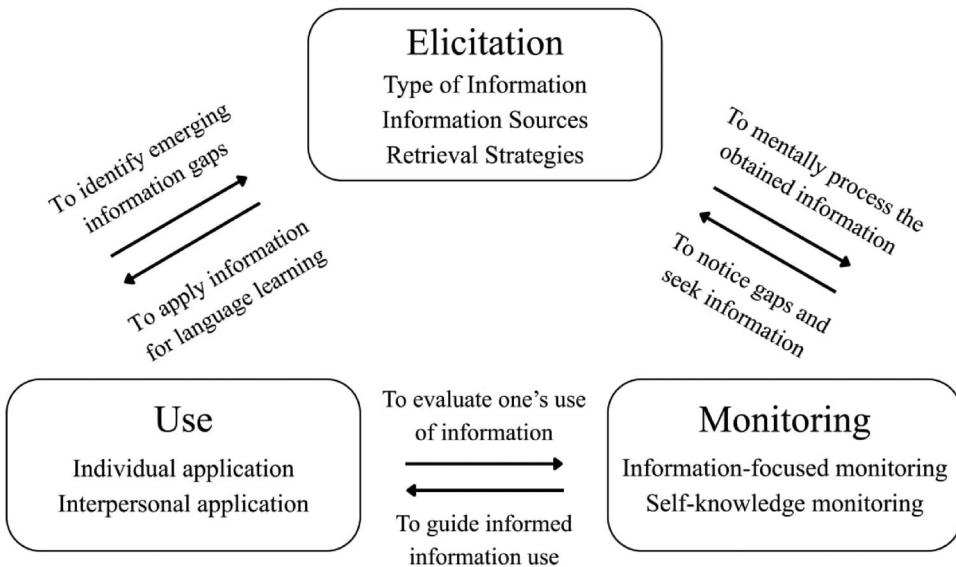 Elicitation
Type of Information
Information Sources
Retrieval Strategies
To identify emerging
information gaps
To apply information
for language learning
To mentally process the
obtained information
To notice gaps and
seek information
Use
Individual application
Interpersonal application
To evaluate one’s use
of information
To guide informed
information use
Monitoring
Information-focused monitoring
Self-knowledge monitoring